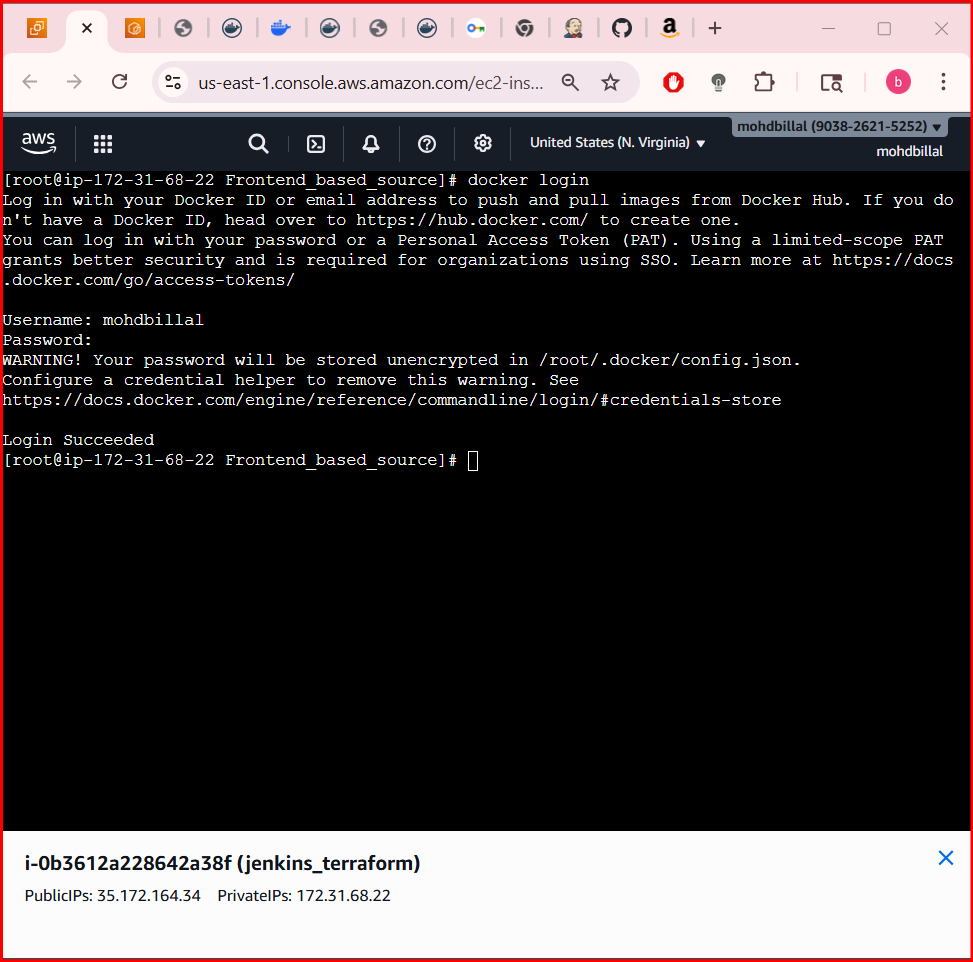 us-east-1.console.aws.amazon.com/ec2-ins...
b
aws
United States (N. Virginia)
mohdbillal (9038-2621-5252)
mohdbillal
[root@ip-172-31-68-22 Frontend_based_source]# docker login
Log in with your Docker ID or email address to push and pull images from Docker Hub. If you do
n't have a Docker ID, head over to https://hub.docker.com/ to create one.
You can log in with your password or a Personal Access Token (PAT). Using a limited-scope PAT
grants better security and is required for organizations using SSO. Learn more at https://docs
.docker.com/go/access-tokens/
Username: mohdbillal
Password:
WARNING! Your password will be stored unencrypted in /root/.docker/config.json.
Configure a credential helper to remove this warning. See
https://docs.docker.com/engine/reference/commandline/login/#credentials-store
Login Succeeded
[root@ip-172-31-68-22 Frontend_based_source]#
i-0b3612a228642a38f (jenkins_terraform)
PublicIPs: 35.172.164.34 PrivateIPs: 172.31.68.22